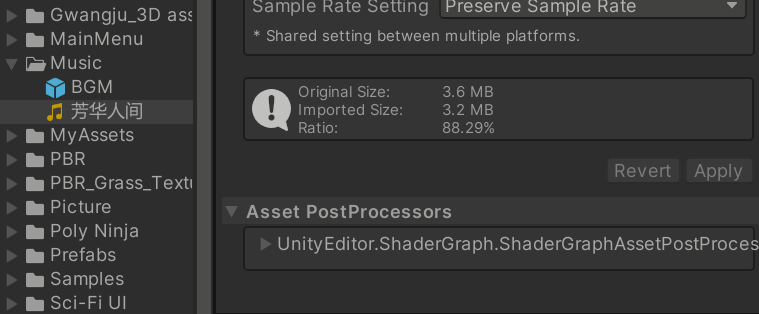 Gwangju_3D ass
MainMenu
Music
BGM
芳华人间
MyAssets
PBR
PBR_Grass_Textu
Picture
Poly Ninja
Prefabs
Samples
Sci-Fi UI
Sample Rate Setting
Preserve Sample Rate
* Shared setting between multiple platforms.
Original Size: 3.6 MB
Imported Size: 3.2 MB
Ratio: 88.29%
Revert Apply
Asset PostProcessors
UnityEditor.ShaderGraph.ShaderGraphAssetPostProces